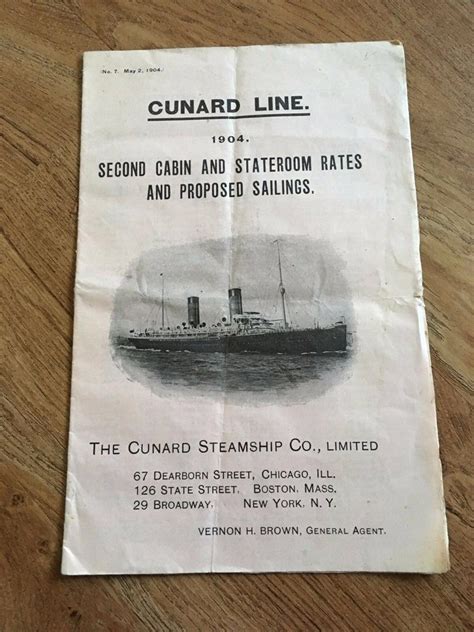 (No. 7. May 2, 1904.)
CUNARD LINE.
1904.
SECOND CABIN AND STATEROOM RATES
AND PROPOSED SAILINGS.
THE CUNARD STEAMSHIP CO., LIMITED
67 DEARBORN STREET, CHICAGO, ILL.
126 STATE STREET, BOSTON, MASS.
29 BROADWAY, NEW YORK, N. Y.
VERNON H. BROWN, GENERAL AGENT.